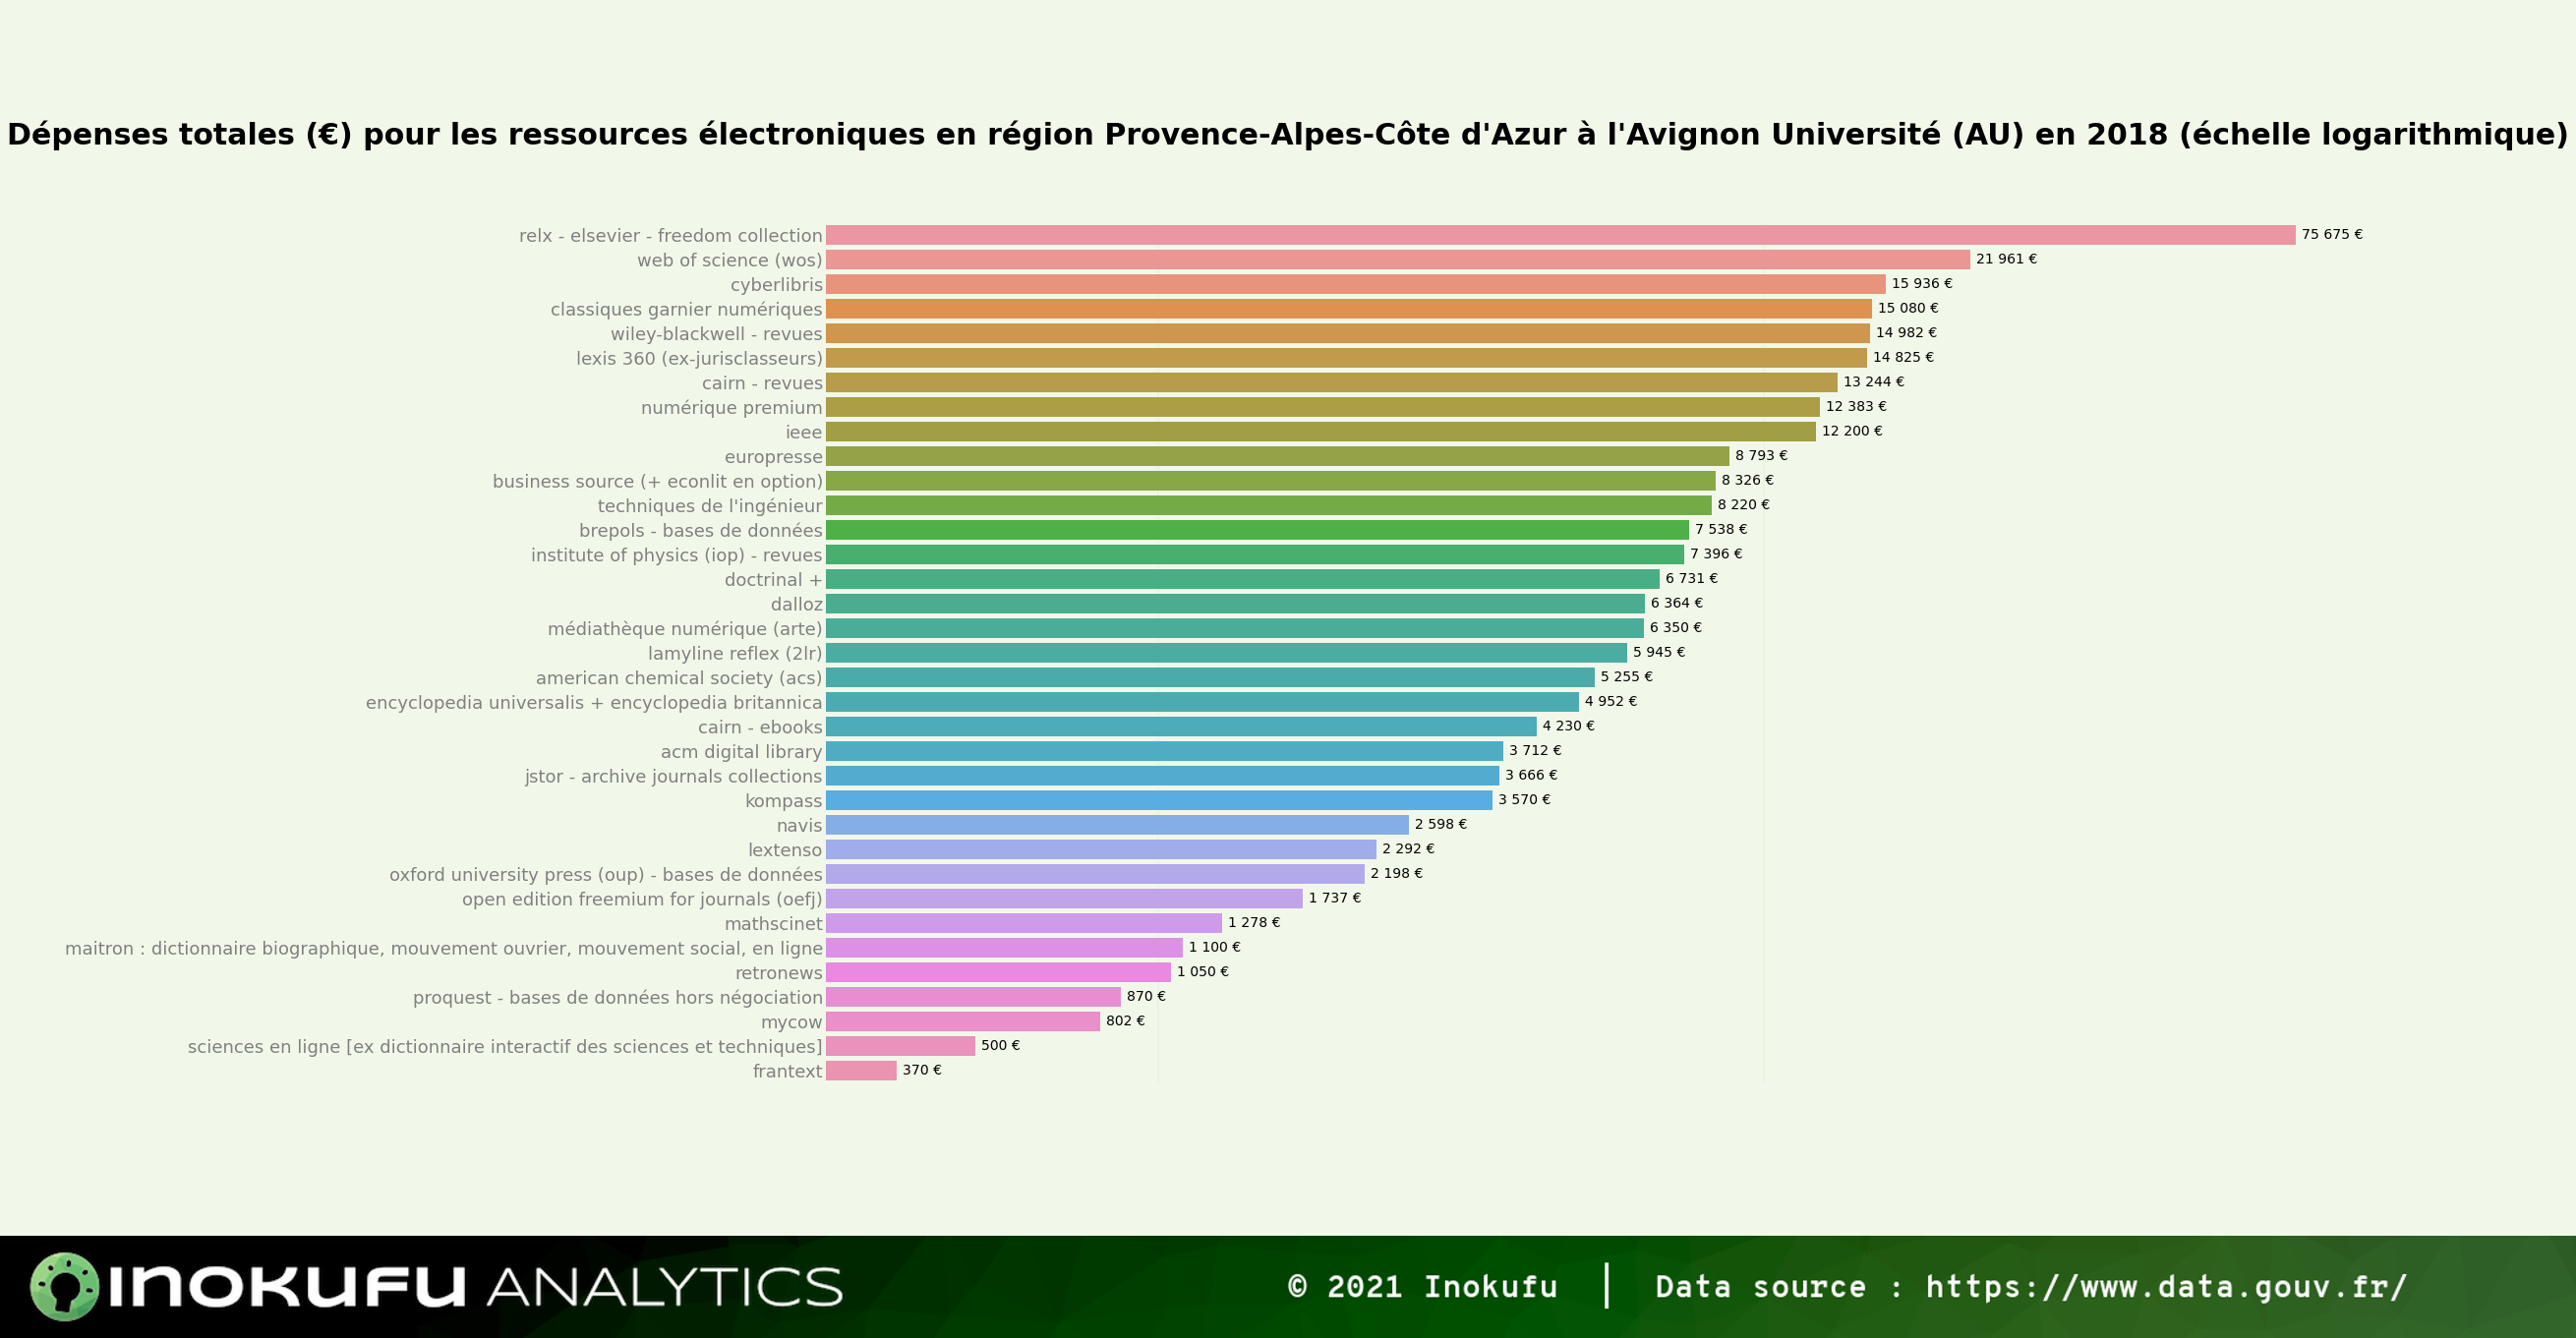 Dépenses totales (€) pour les ressources électroniques en région Provence-Alpes-Côte d'Azur à l'Avignon Université (AU) en 2018 (échelle logarithmique)
relx - elsevier - freedom collection 75 675 €
web of science (wos) 21 961 €
cyberlibris 15 936 €
classiques garnier numériques 15 080 €
wiley-blackwell - revues 14 982 €
lexis 360 (ex-jurisclasseurs) 14 825 €
cairn - revues 13 244 €
numérique premium 12 383 €
ieee 12 200 €
europresse 8 793 €
business source (+ econlit en option) 8 326 €
techniques de l'ingénieur 8 220 €
brepols - bases de données 7 538 €
institute of physics (iop) - revues 7 396 €
doctrinal + 6 731 €
dalloz 6 364 €
médiathèque numérique (arte) 6 350 €
lamyline reflex (2lr) 5 945 €
american chemical society (acs) 5 255 €
encyclopedia universalis + encyclopedia britannica 4 952 €
cairn - ebooks 4 230 €
acm digital library 3 712 €
jstor - archive journals collections 3 666 €
kompass 3 570 €
navis 2 598 €
lextenso 2 292 €
oxford university press (oup) - bases de données 2 198 €
open edition freemium for journals (oefj) 1 737 €
mathscinet 1 278 €
maitron : dictionnaire biographique, mouvement ouvrier, mouvement social, en ligne 1 100 €
retronews 1 050 €
proquest - bases de données hors négociation 870 €
mycow 802 €
sciences en ligne [ex dictionnaire interactif des sciences et techniques] 500 €
frantext 370 €
INOKUFU ANALYTICS © 2021 Inokufu | Data source : https://www.data.gouv.fr/